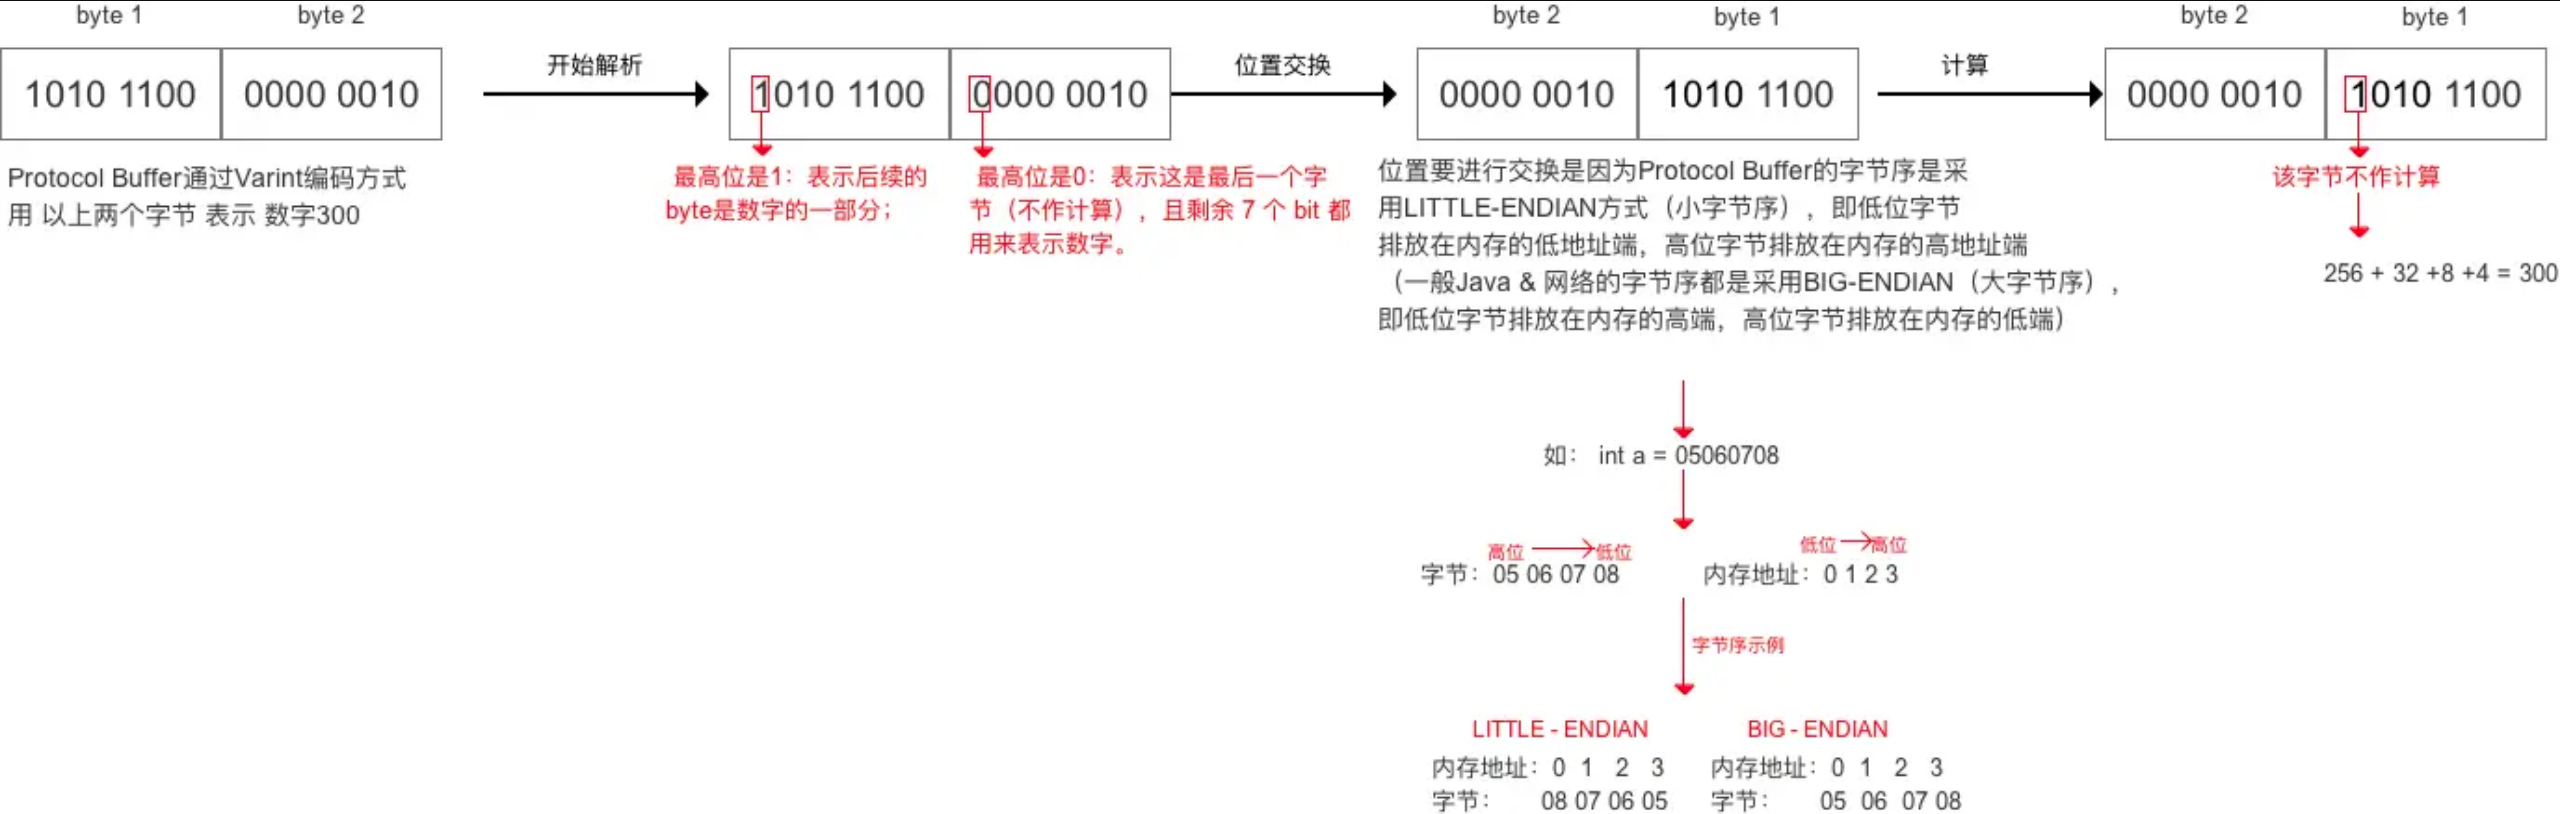 byte 1
byte 2
1010 1100
0000 0010
Protocol Buffer通过Varint编码方式
用 以上两个字节 表示 数字300
开始解析
1010 1100
0000 0010
最高位是1：表示后续的
byte是数字的一部分；
最高位是0：表示这是最后一个字
节（不作计算），且剩余 7 个 bit 都
用来表示数字。
位置交换
byte 2
byte 1
0000 0010
1010 1100
位置要进行交换是因为Protocol Buffer的字节序是采
用LITTLE-ENDIAN方式（小字节序），即低位字节
排放在内存的低地址端，高位字节排放在内存的高地址端
（一般Java & 网络的字节序都是采用BIG-ENDIAN（大字节序），
即低位字节排放在内存的高端，高位字节排放在内存的低端）
计算
byte 2
byte 1
0000 0010
1010 1100
该字节不作计算
256 + 32 +8 +4 = 300
如： int a = 05060708
高位
低位
字节：05 06 07 08
低位
高位
内存地址：0 1 2 3
字节序示例
LITTLE - ENDIAN
内存地址：0 1 2 3
字节： 08 07 06 05
BIG - ENDIAN
内存地址：0 1 2 3
字节： 05 06 07 08